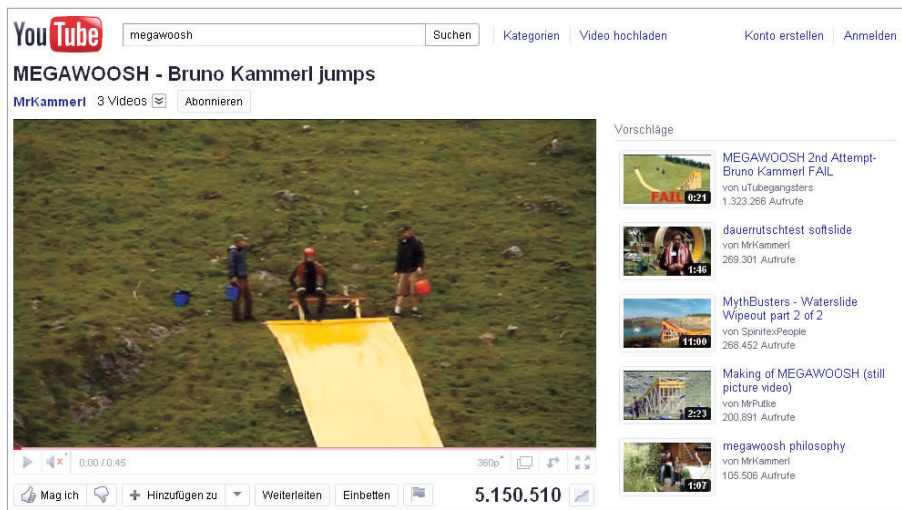 YouTube megawoosh Suchen Kategorien Video hochladen Konto erstellen Anmelden
MEGAWOOSH - Bruno Kammerl jumps
MrKammerl 3 Videos Abonnieren
0:00 / 0:45 360p
Mag ich Hinzufügen zu Weiterleiten Einbetten 5.150.510
Vorschläge
FAIL 0:21
MEGAWOOSH 2nd Attempt-
Bruno Kammerl FAIL
von uTubegangsters
1.323.266 Aufrufe
1:46
dauerrutschtest softslide
von MrKammerl
269.301 Aufrufe
11:00
MythBusters - Waterslide
Wipeout part 2 of 2
von SpinifexPeople
268.452 Aufrufe
2:23
Making of MEGAWOOSH (still
picture video)
von MrPutke
200.891 Aufrufe
1:07
megawoosh philosophy
von MrKammerl
105.506 Aufrufe